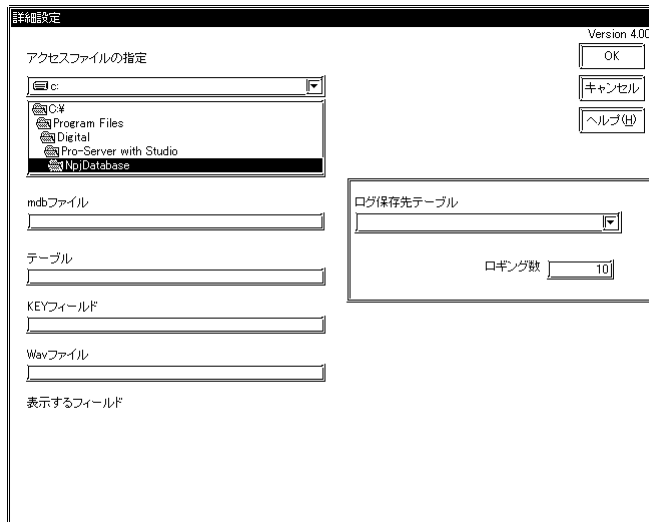 詳細設定
Version 4.00
アクセスファイルの指定
OK
c:
キャンセル
C:¥
ヘルプ(H)
Program Files
Digital
Pro-Server with Studio
NpjDatabase
mdbファイル
ログ保存先テーブル
テーブル
ロギング数 10
KEYフィールド
Wavファイル
表示するフィールド